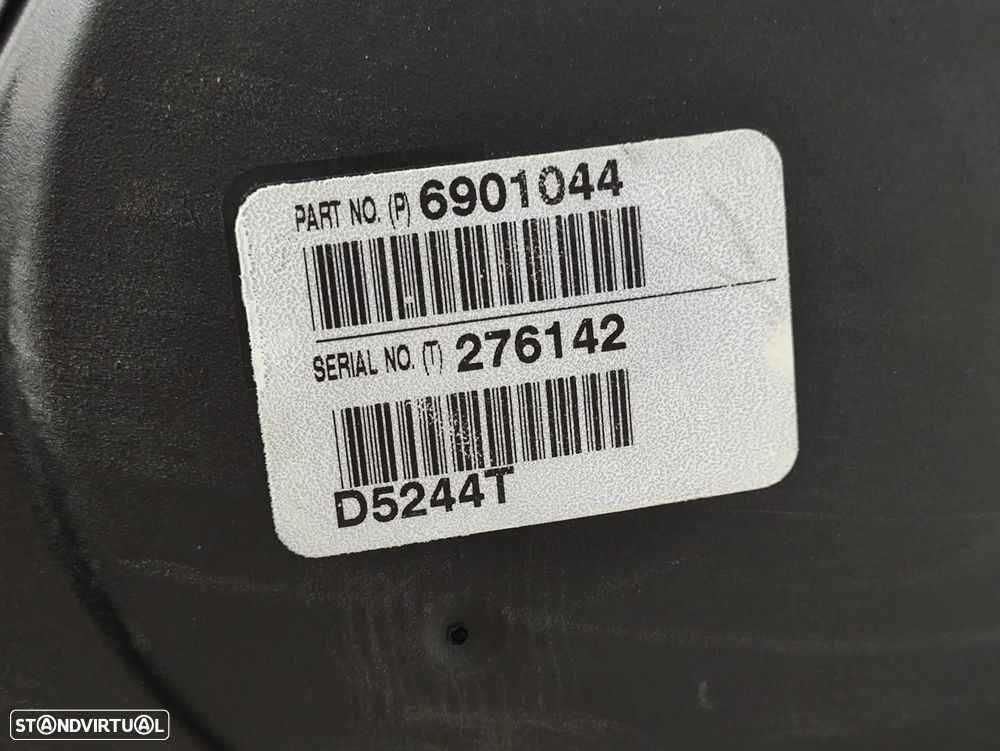 PART NO. (P) 6901044
SERIAL NO. (T) 276142
D5244T
STANDVIRTUAL